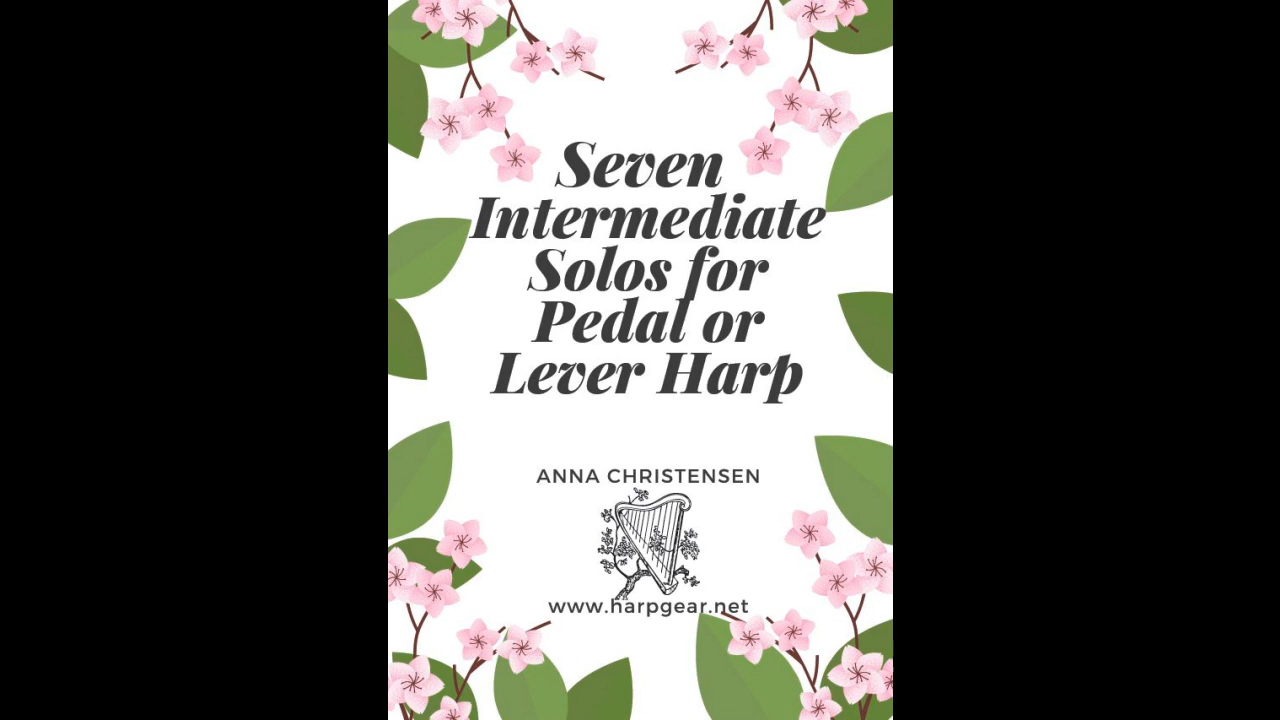 Seven
Intermediate
Solos for
Pedal or
Lever Harp
ANNA CHRISTENSEN
www.harpgear.net